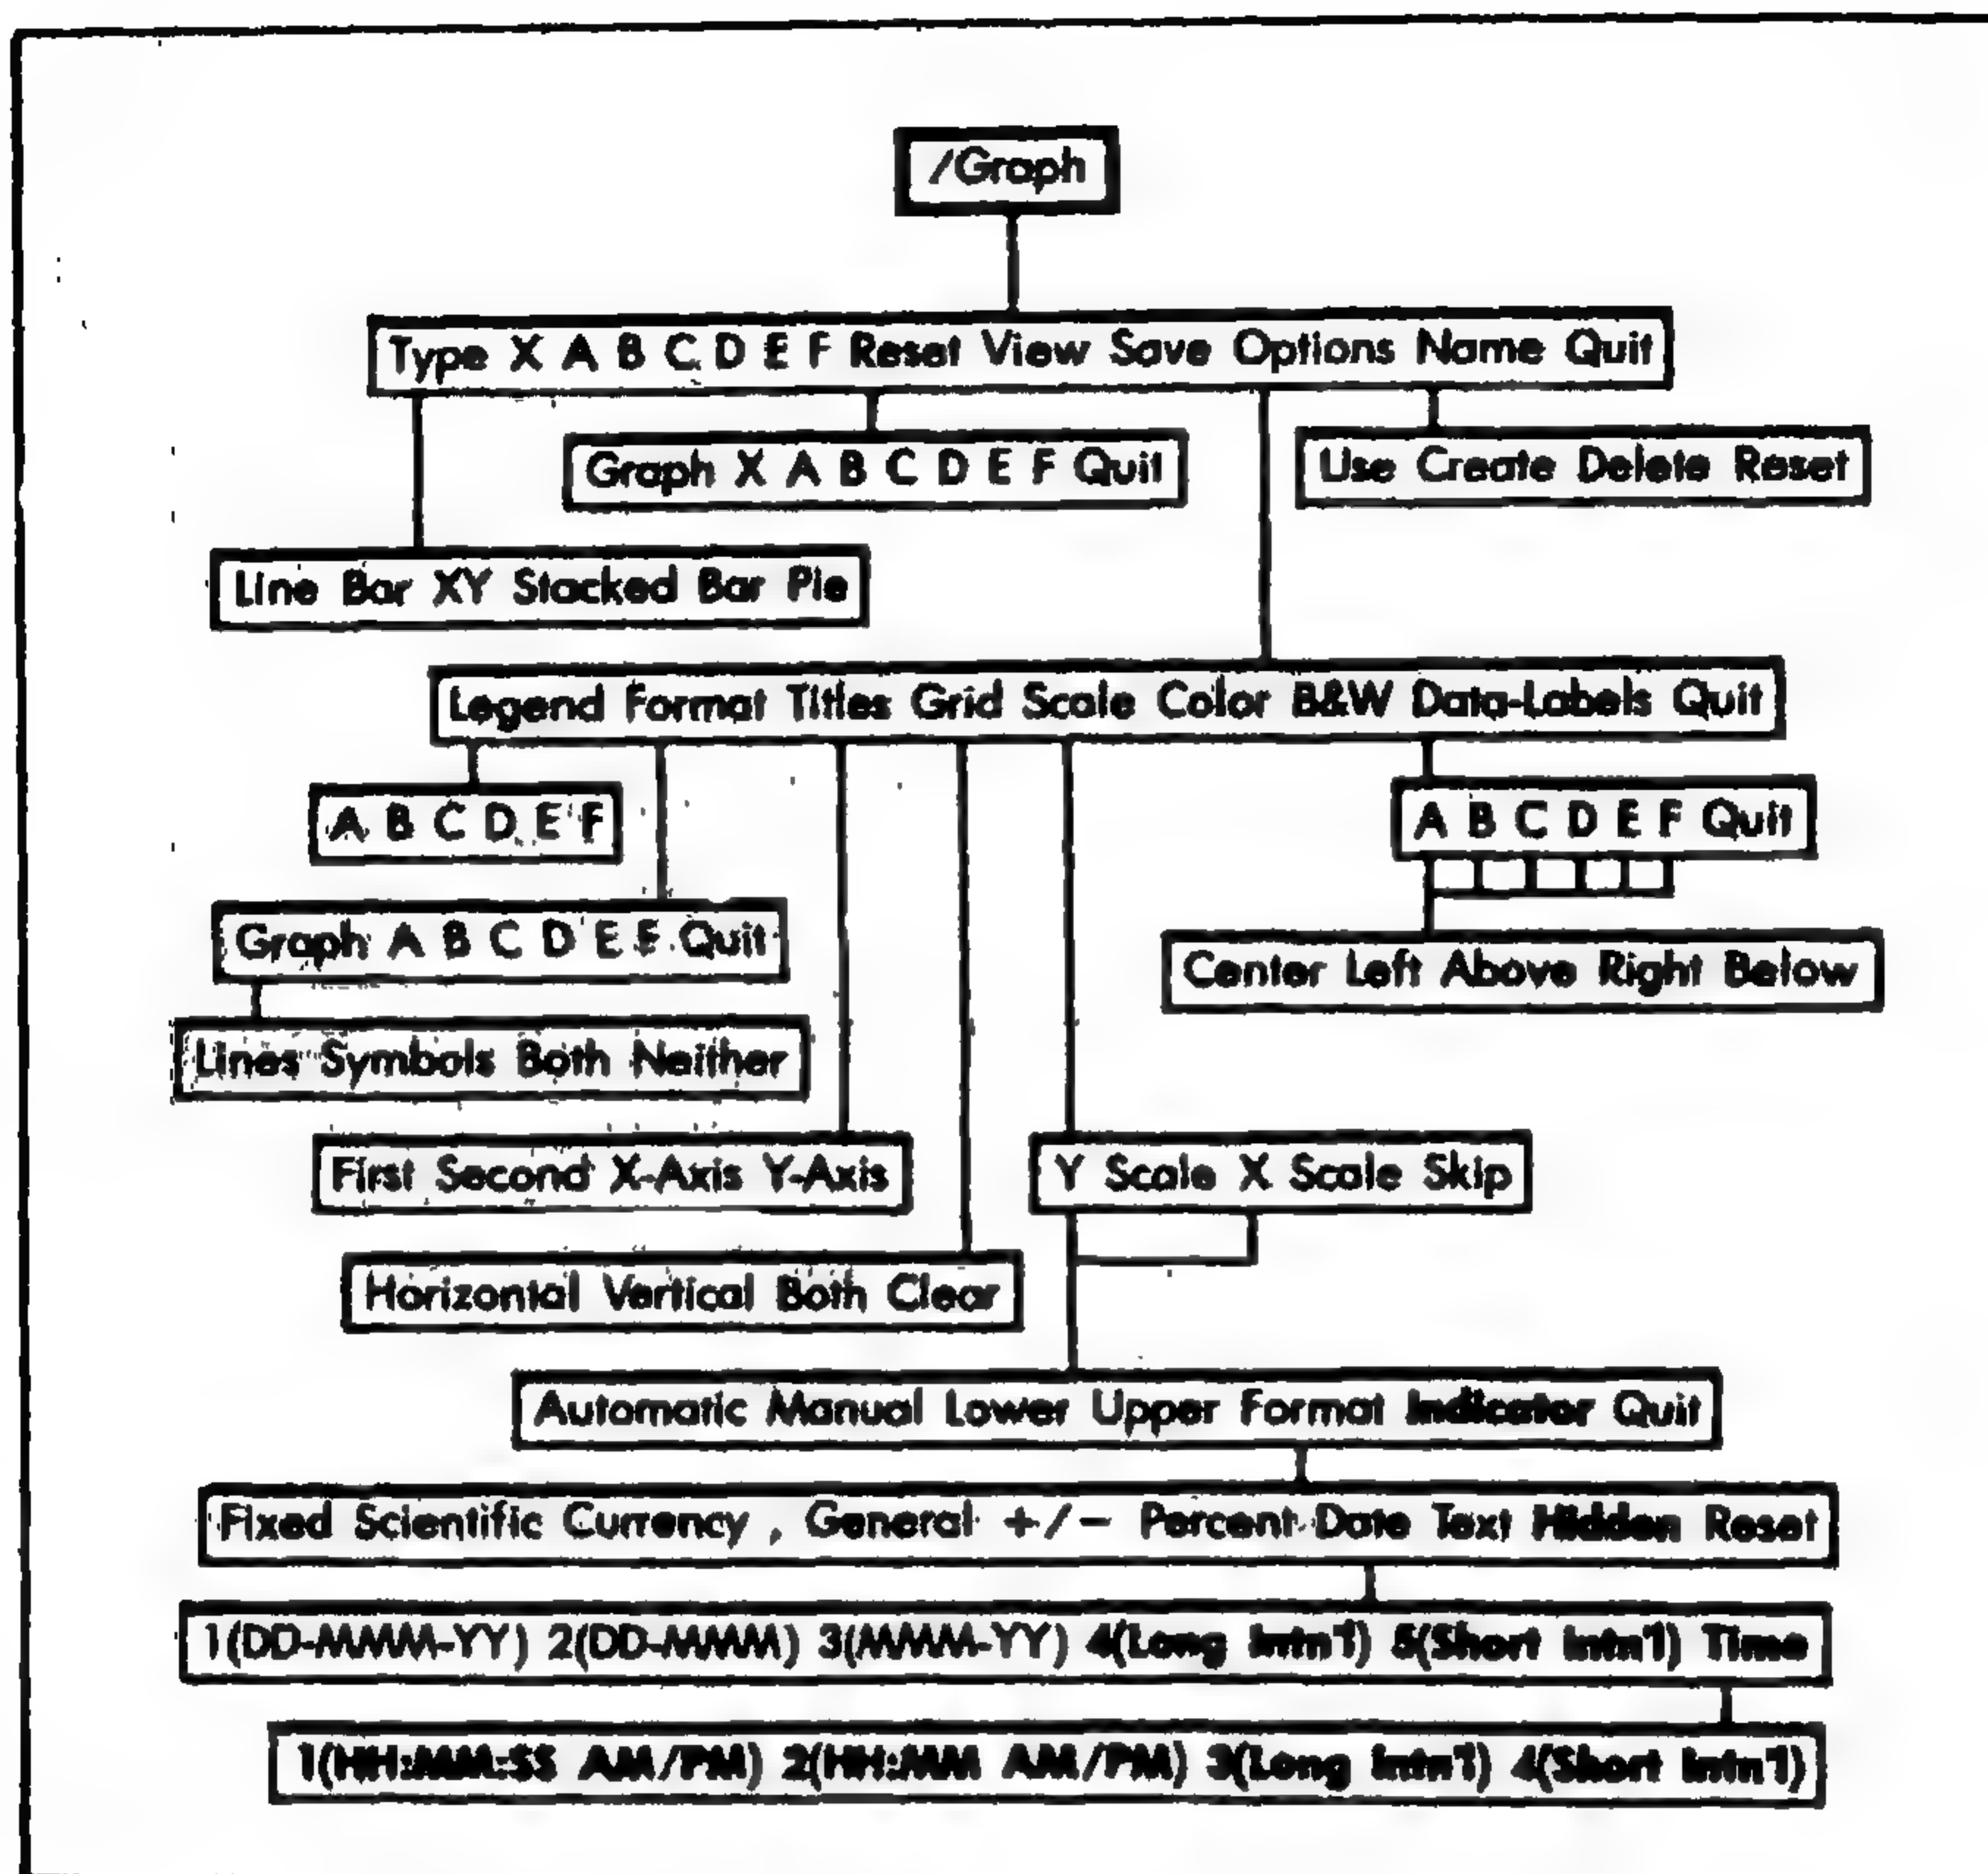 /Graph
Type X A B C D E F Reset View Save Options Name Quit
Graph X A B C D E F Quit
Use Create Delete Reset
Line Bar XY Stacked Bar Pie
Legend Format Titles Grid Scale Color B&W Data-Labels Quit
A B C D E F
A B C D E F Quit
Graph A B C D E F Quit
Center Left Above Right Below
Lines Symbols Both Neither
First Second X-Axis Y-Axis
Y Scale X Scale Skip
Horizontal Vertical Both Clear
Automatic Manual Lower Upper Format Indicator Quit
Fixed Scientific Currency , General +/− Percent Date Text Hidden Reset
1(DD-MMM-YY) 2(DD-MMM) 3(MMM-YY) 4(Long Intn'l) 5(Short Intn'l) Time
1(HH:MM:SS AM/PM) 2(HH:MM AM/PM) 3(Long Intn'l) 4(Short Intn'l)